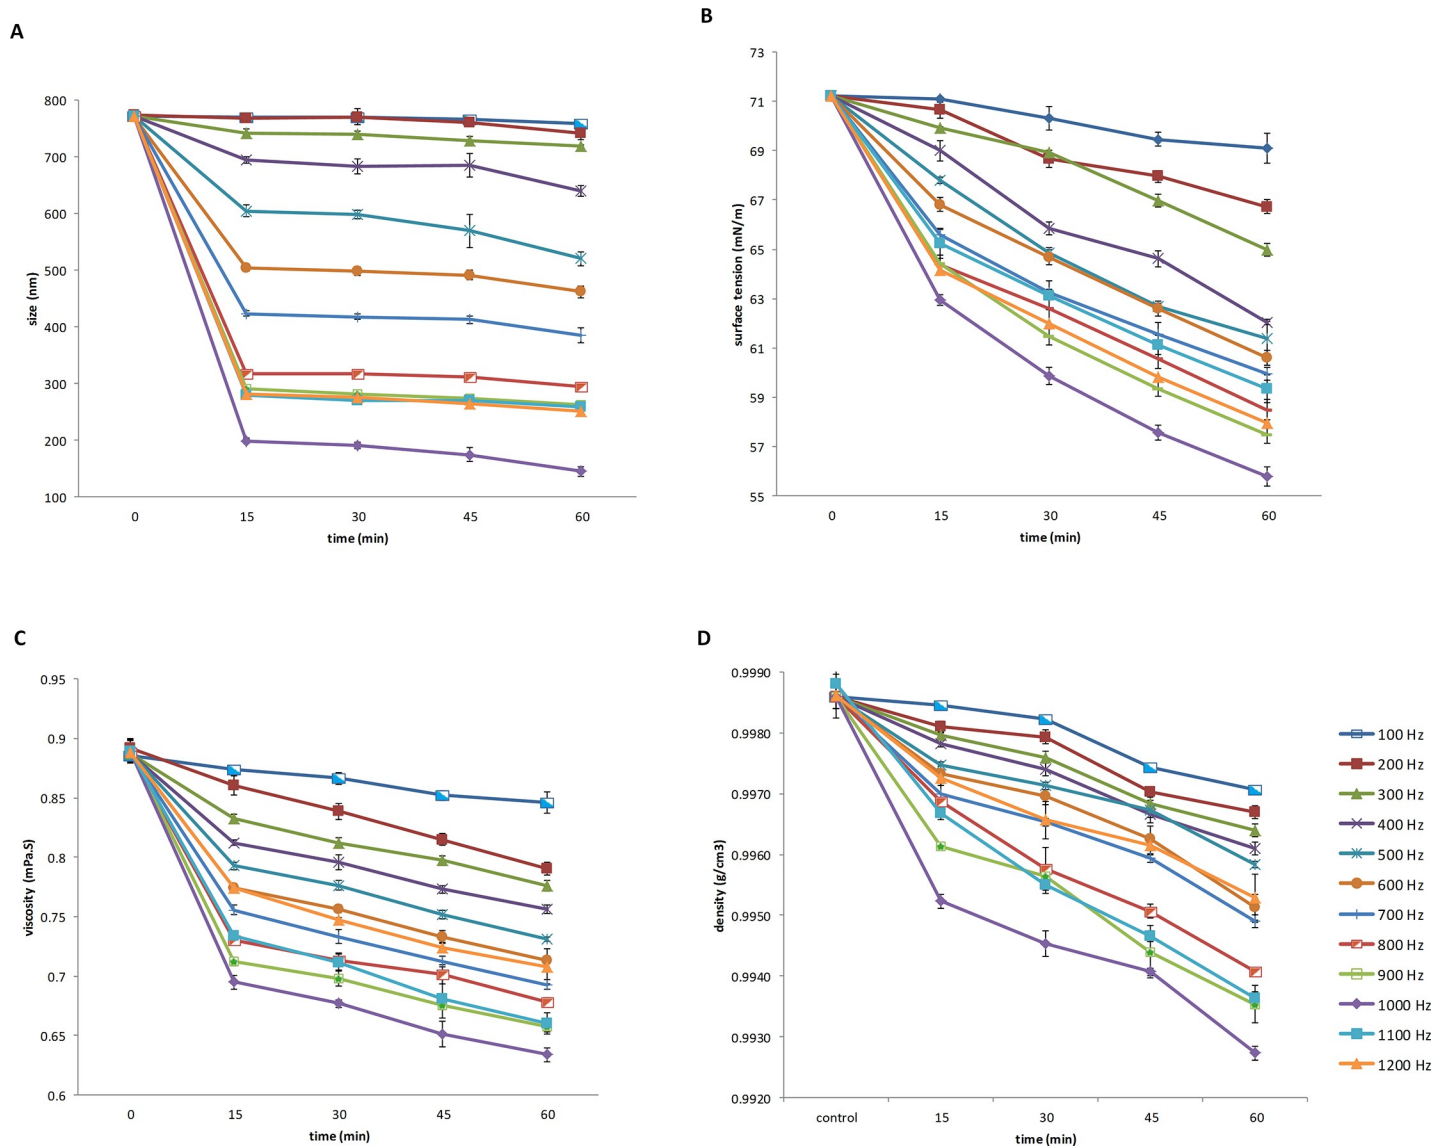 A
800
700
600
500
400
300
200
100
size (nm)
0 15 30 45 60
time (min)
B
73
71
69
67
65
63
61
59
57
55
surface tension (mN/m)
0 15 30 45 60
time (min)
C
0.95
0.9
0.85
0.8
0.75
0.7
0.65
0.6
viscosity (mPa.S)
0 15 30 45 60
time (min)
D
0.9990
0.9980
0.9970
0.9960
0.9950
0.9940
0.9930
0.9920
density (g/cm3)
control 15 30 45 60
time (min)
100 Hz
200 Hz
300 Hz
400 Hz
500 Hz
600 Hz
700 Hz
800 Hz
900 Hz
1000 Hz
1100 Hz
1200 Hz